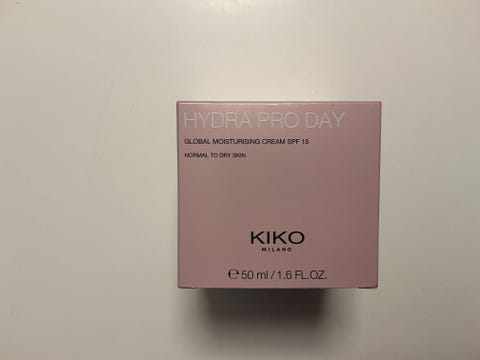 HYDRA PRO DAY
GLOBAL MOISTURISING CREAM SPF 15
NORMAL TO DRY SKIN
KIKO
MILANO
℮ 50 ml / 1.6 FL.OZ.